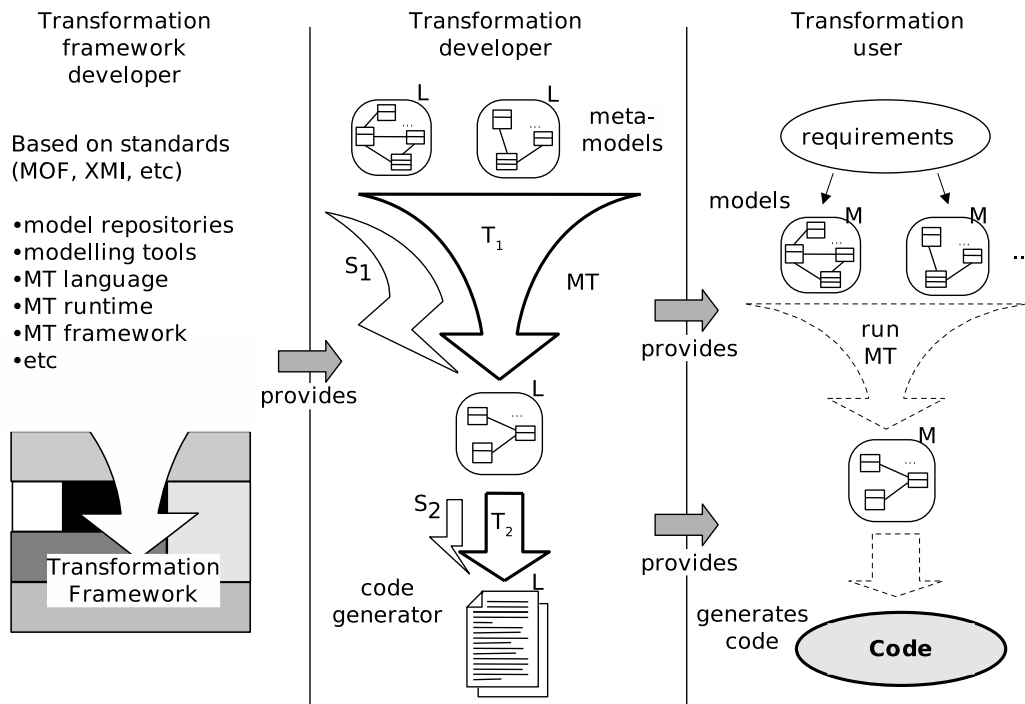 Transformation
framework
developer
Based on standards
(MOF, XMI, etc)
•model repositories
•modelling tools
•MT language
•MT runtime
•MT framework
•etc
provides
Transformation
Framework
Transformation
developer
L
L
...
...
meta-
models
T1
S1
MT
L
...
S2
T2
L
code
generator
provides
provides
Transformation
user
requirements
models
M
M
...
...
...
run
MT
M
...
generates
code
Code